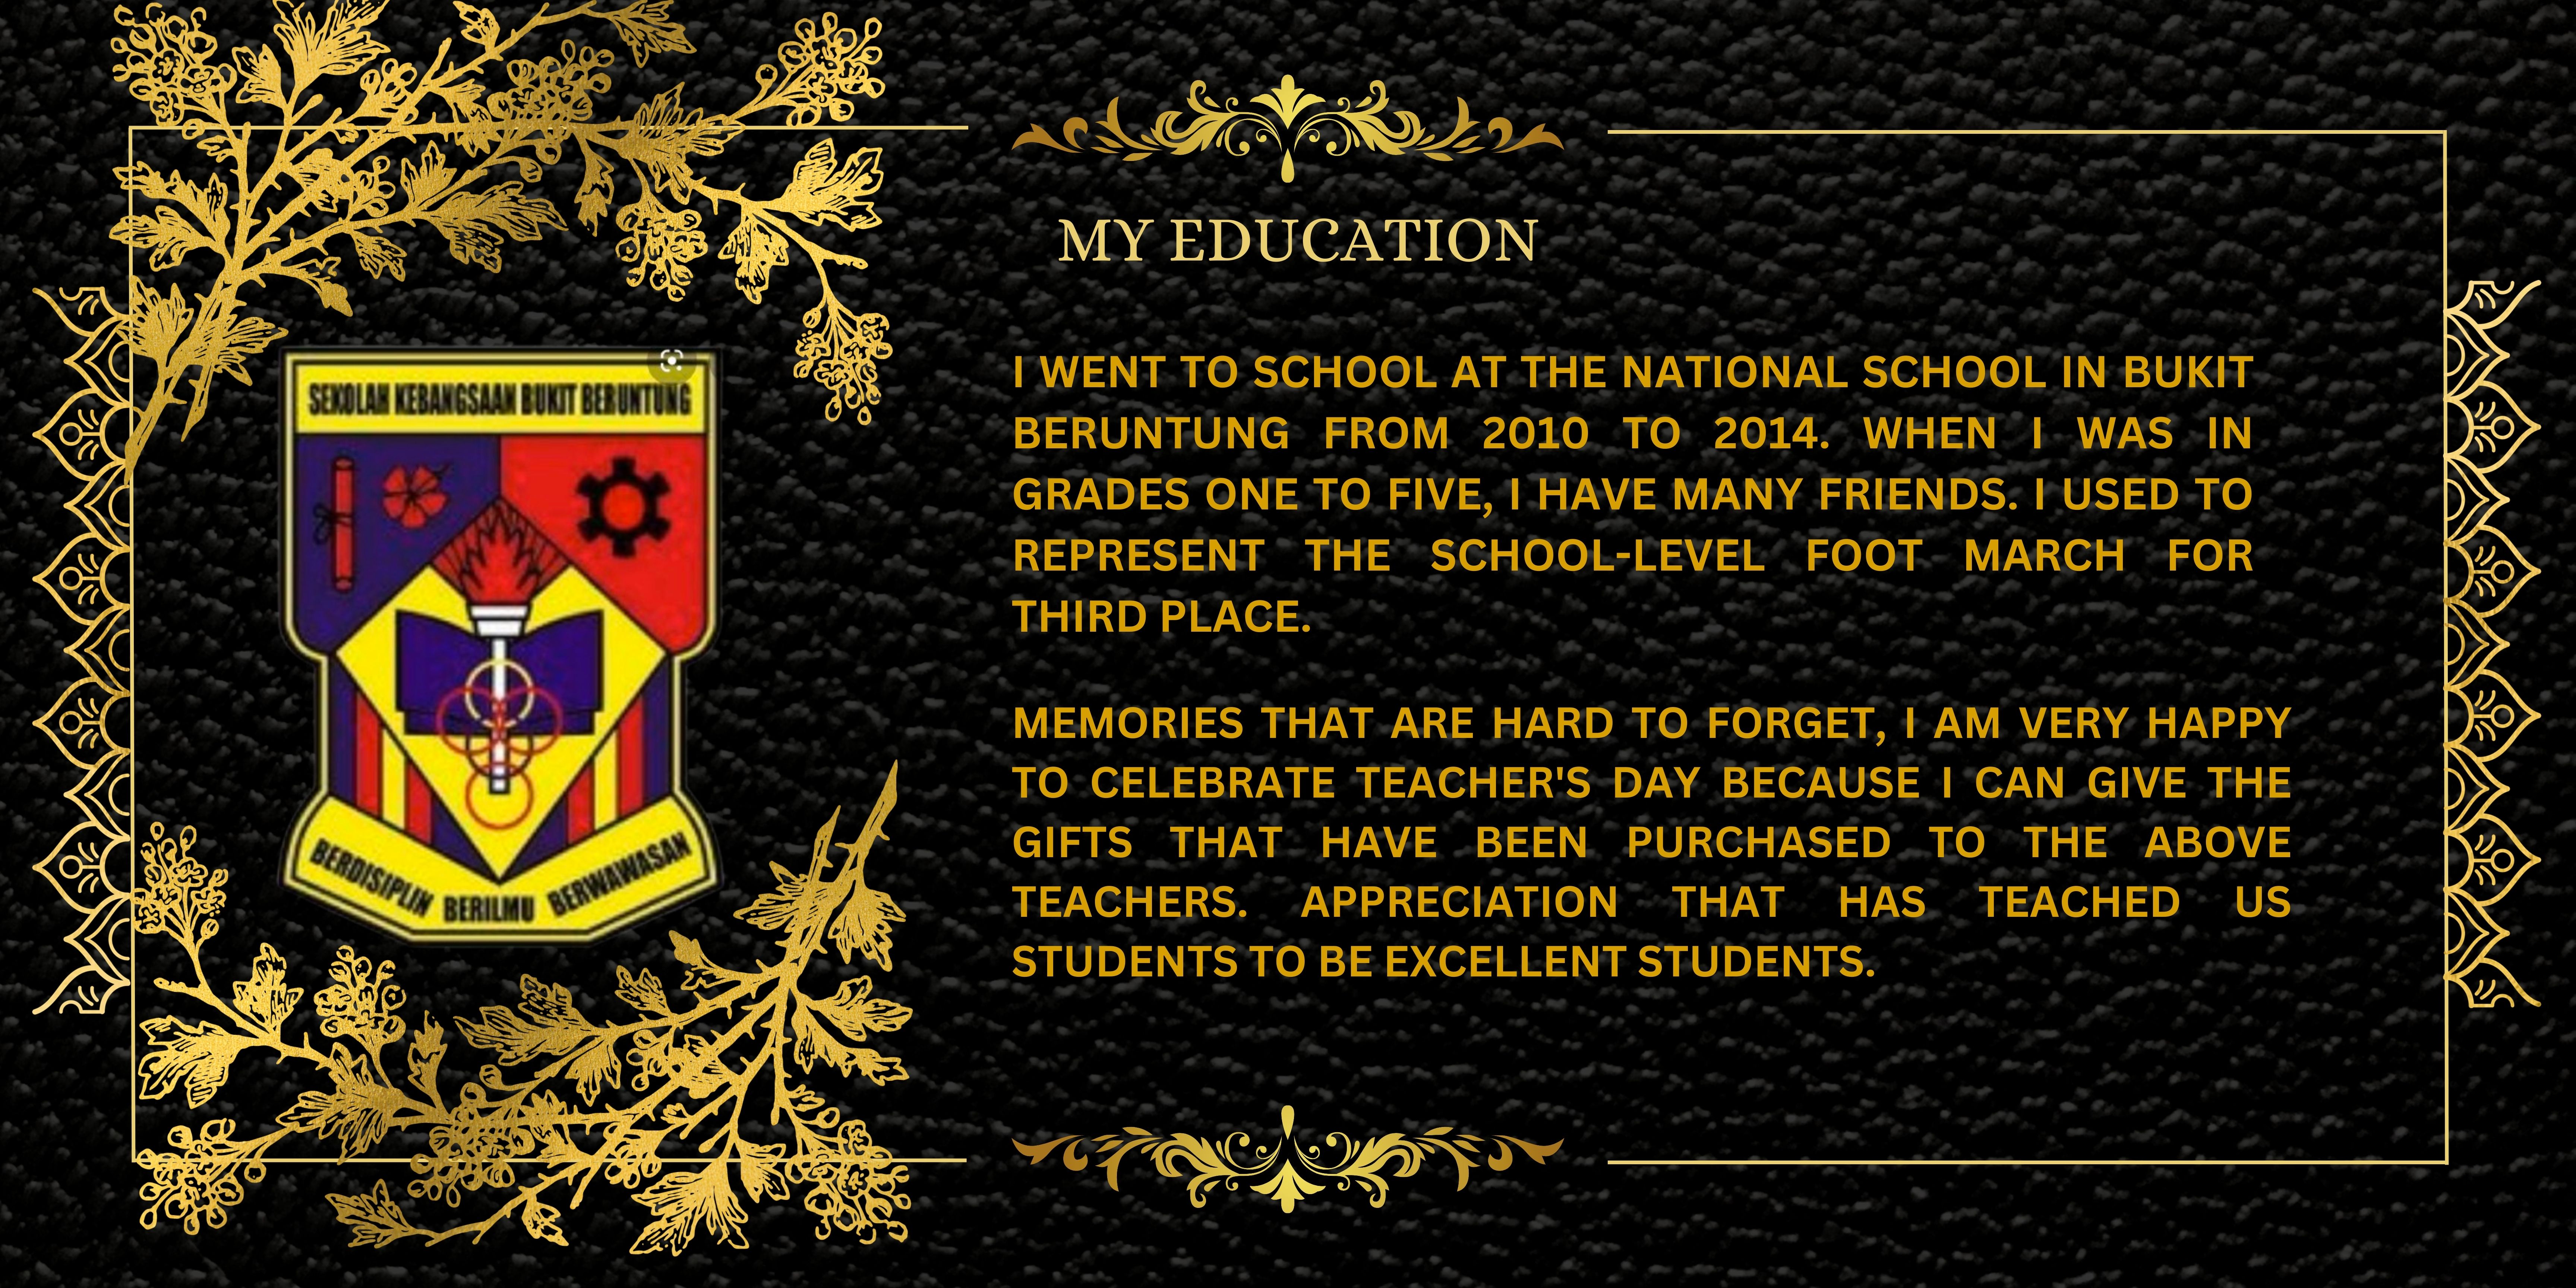 MY EDUCATION
SEKOLAH KEBANGSAAN BUKIT BERUNTUNG
BERDISIPLIN BERILMU BERWAWASAN
I WENT TO SCHOOL AT THE NATIONAL SCHOOL IN BUKIT
BERUNTUNG FROM 2010 TO 2014. WHEN I WAS IN
GRADES ONE TO FIVE, I HAVE MANY FRIENDS. I USED TO
REPRESENT THE SCHOOL-LEVEL FOOT MARCH FOR
THIRD PLACE.
MEMORIES THAT ARE HARD TO FORGET, I AM VERY HAPPY
TO CELEBRATE TEACHER'S DAY BECAUSE I CAN GIVE THE
GIFTS THAT HAVE BEEN PURCHASED TO THE ABOVE
TEACHERS. APPRECIATION THAT HAS TEACHED US
STUDENTS TO BE EXCELLENT STUDENTS.